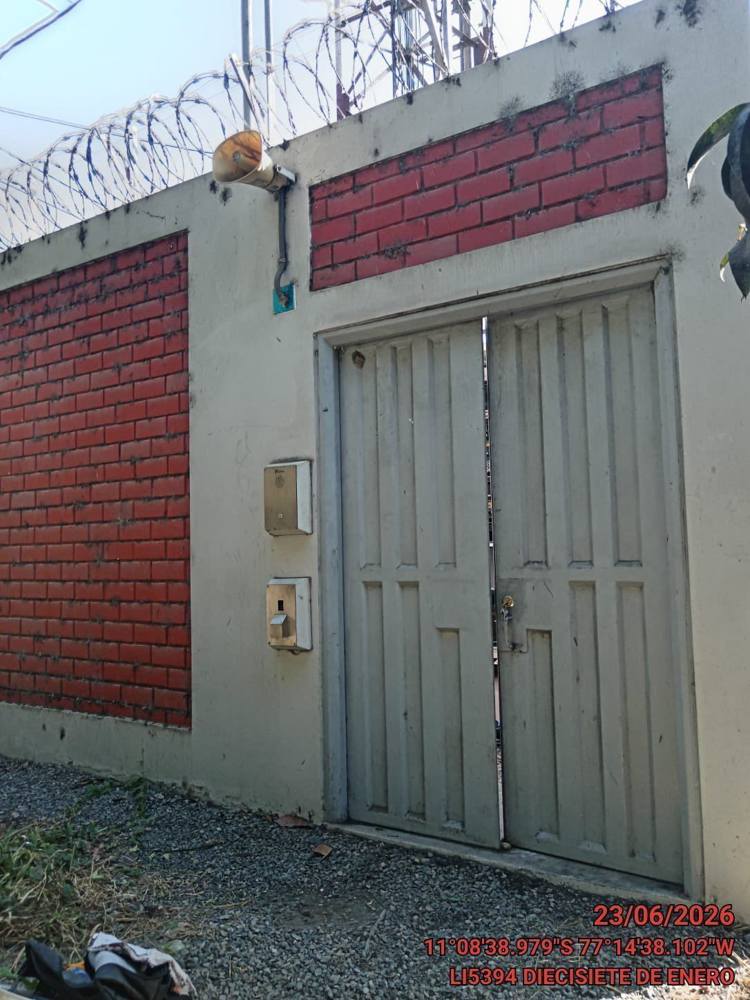 23/06/2026
11°08'38.979"S 77°14'38.102"W
LI5394 DIECISIETE DE ENERO